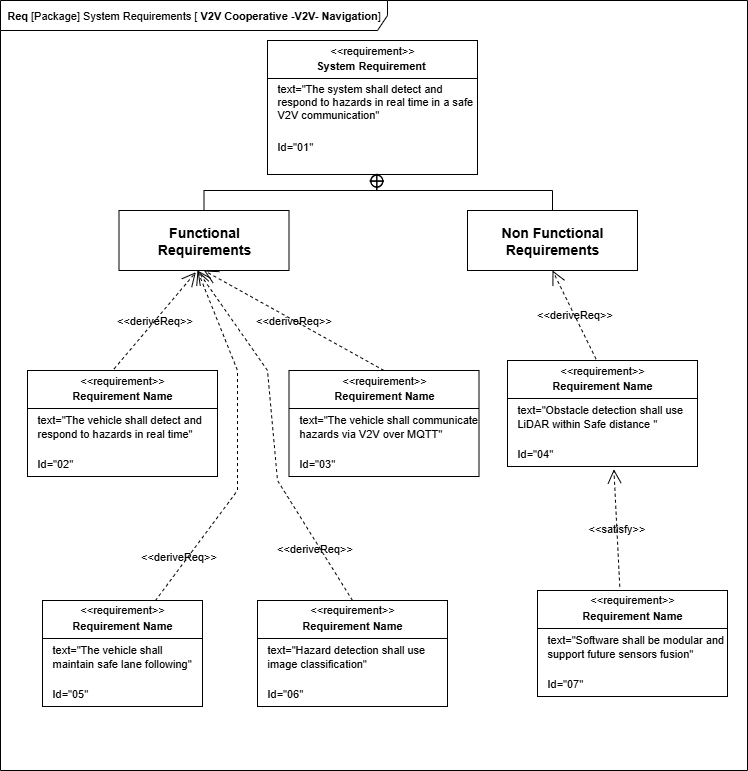 Req [Package] System Requirements [ V2V Cooperative -V2V- Navigation]
<<requirement>>
System Requirement
text="The system shall detect and
respond to hazards in real time in a safe
V2V communication"
Id="01"
Functional
Requirements
Non Functional
Requirements
<<deriveReq>>
<<deriveReq>>
<<deriveReq>>
<<requirement>>
Requirement Name
text="The vehicle shall detect and
respond to hazards in real time"
Id="02"
<<requirement>>
Requirement Name
text="The vehicle shall communicate
hazards via V2V over MQTT"
Id="03"
<<requirement>>
Requirement Name
text="Obstacle detection shall use
LiDAR within Safe distance "
Id="04"
<<satisfy>>
<<deriveReq>>
<<deriveReq>>
<<requirement>>
Requirement Name
text="The vehicle shall
maintain safe lane following"
Id="05"
<<requirement>>
Requirement Name
text="Hazard detection shall use
image classification"
Id="06"
<<requirement>>
Requirement Name
text="Software shall be modular and
support future sensors fusion"
Id="07"